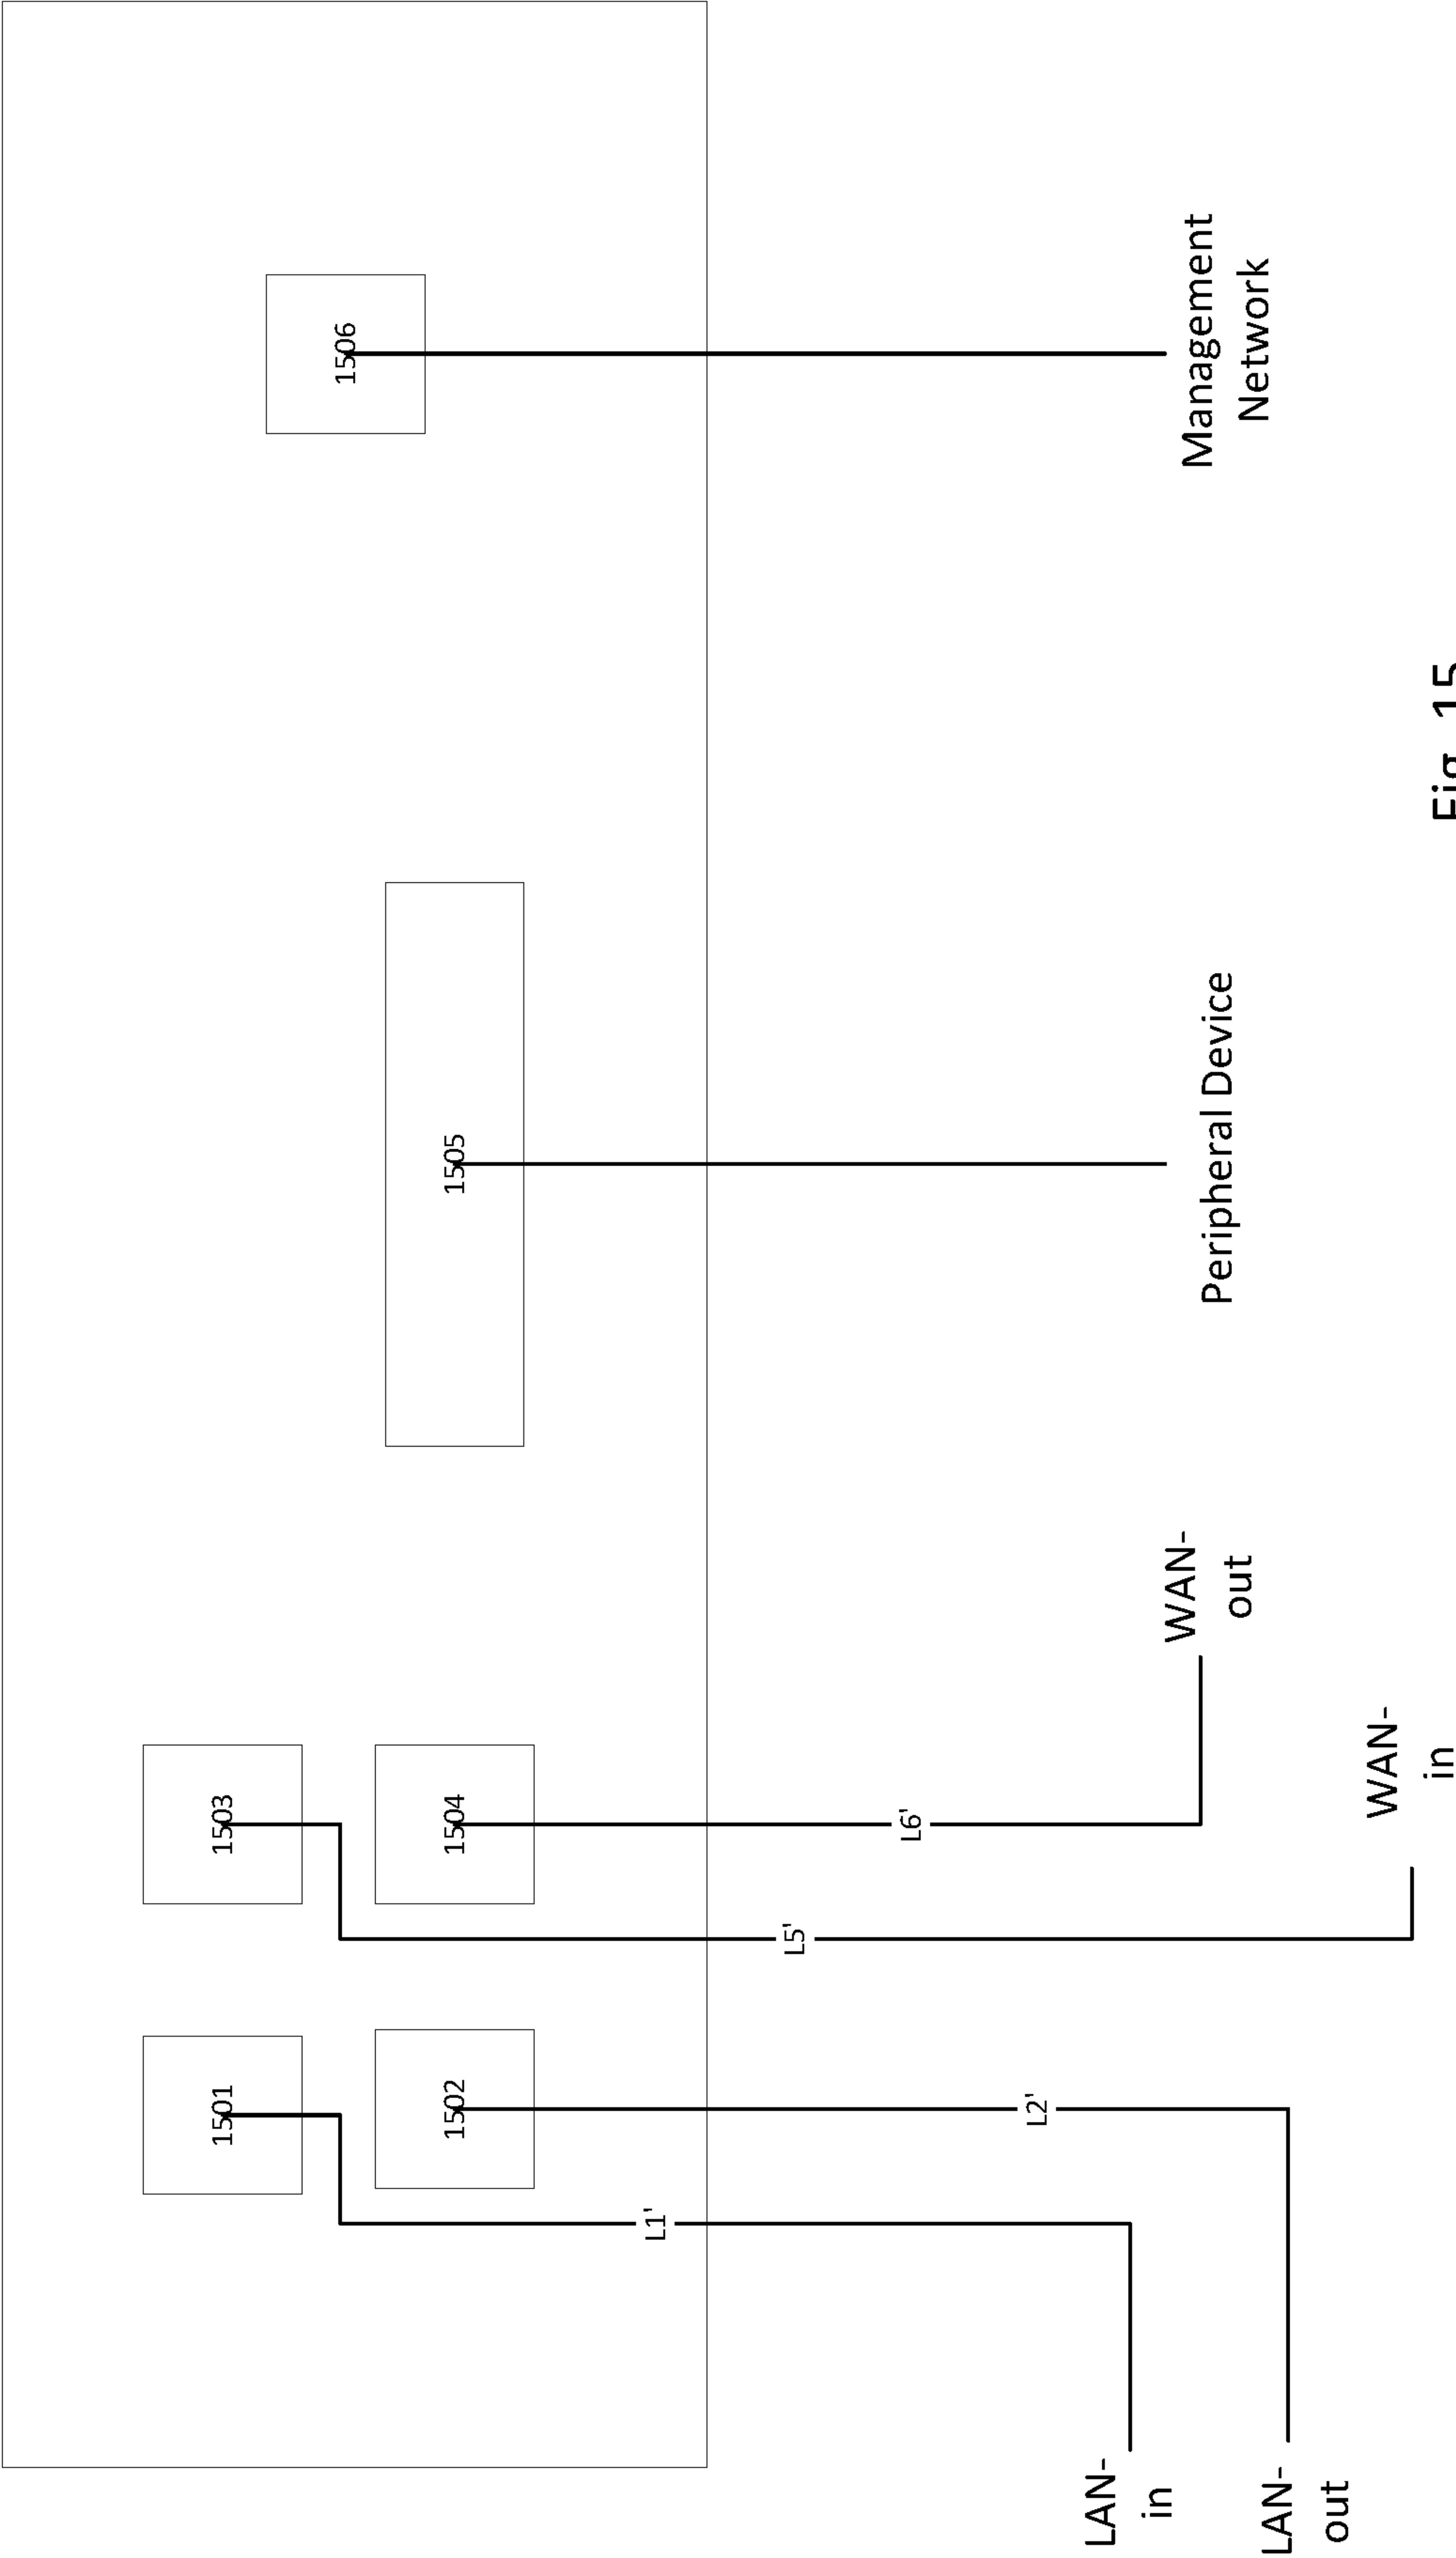 1501
1503
1506
1502
1504
1505
L1'
L5'
L6'
L2'
LAN-
in
WAN-
out
Peripheral Device
Management
Network
LAN-
out
WAN-
in
Fig. 15